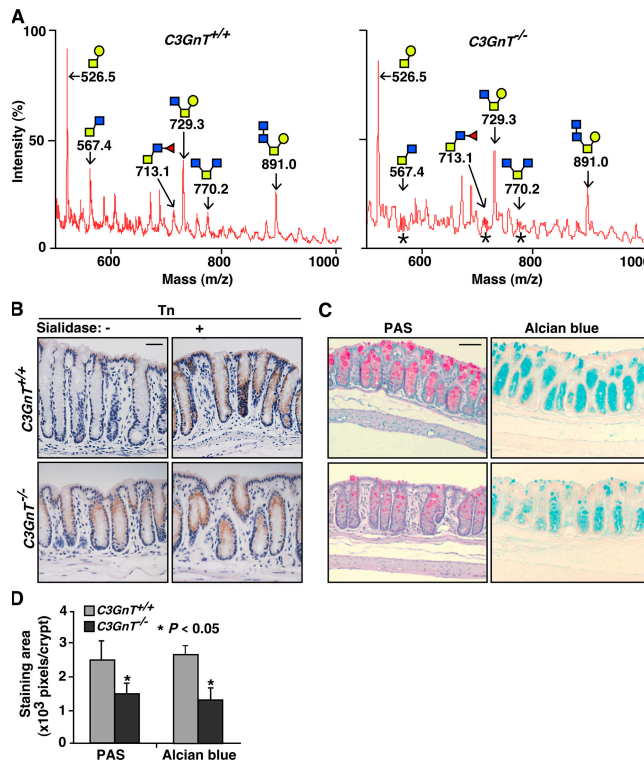 A
C3GnT+/+
C3GnT-/-
Intensity (%)
100
50
0
526.5
567.4
713.1
729.3
770.2
891.0
600
800
1000
Mass (m/z)
526.5
567.4
713.1
729.3
770.2
891.0
* * *
600
800
1000
Mass (m/z)
B
Tn
Sialidase: - +
C3GnT+/+
C3GnT-/-
C
PAS
Alcian blue
D
C3GnT+/+
C3GnT-/-
* P < 0.05
Staining area
(x103 pixels/crypt)
4
3
2
1
0
*
*
PAS
Alcian blue